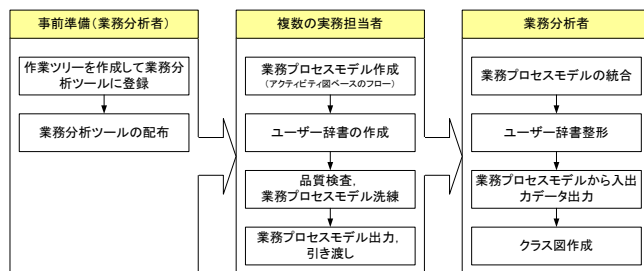 事前準備(業務分析者)
作業ツリーを作成して業務分
析ツールに登録
業務分析ツールの配布
複数の実務担当者
業務プロセスモデル作成
(アクティビティ図ベースのフロー)
ユーザー辞書の作成
品質検査,
業務プロセスモデル洗練
業務プロセスモデル出力,
引き渡し
業務分析者
業務プロセスモデルの統合
ユーザー辞書整形
業務プロセスモデルから入出
力データ出力
クラス図作成